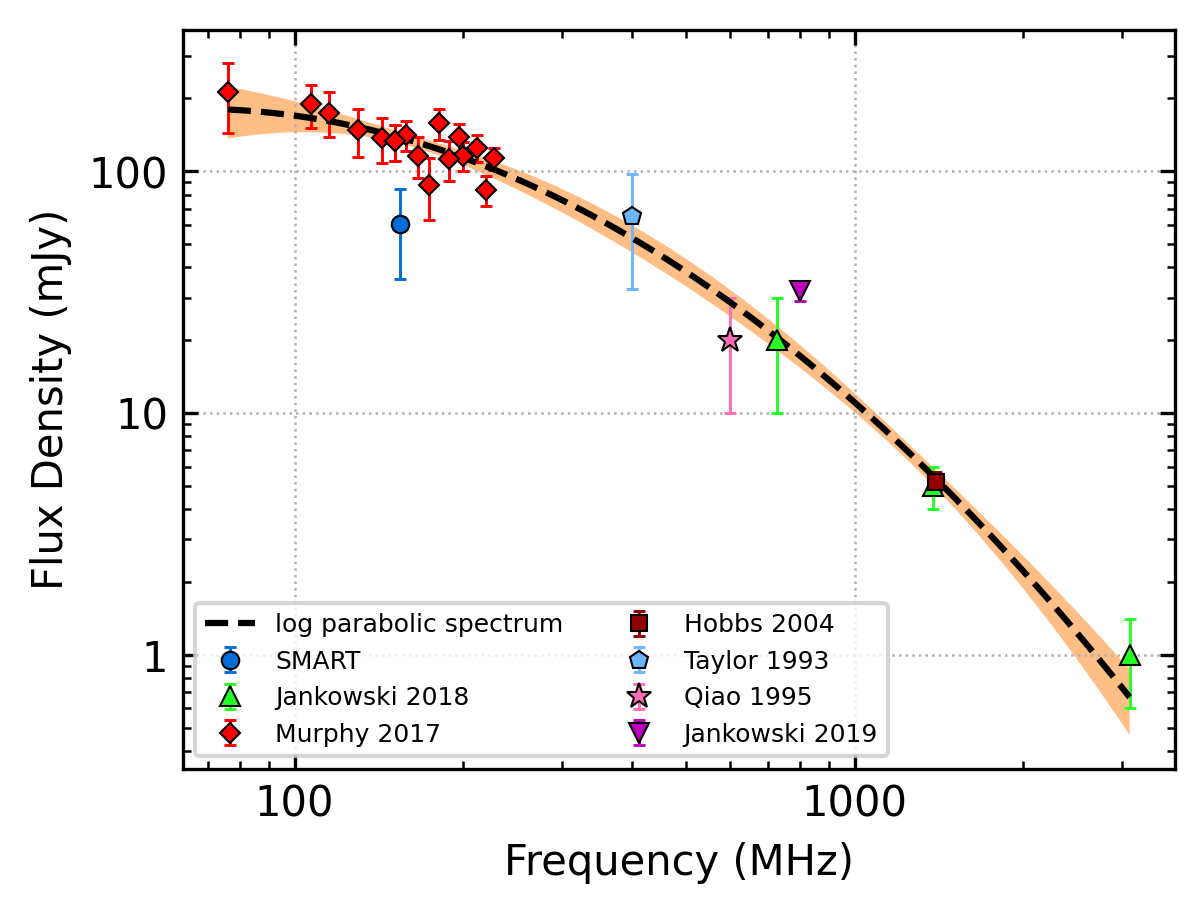 Flux Density (mJy)
100
10
1
log parabolic spectrum
SMART
Jankowski 2018
Murphy 2017
Hobbs 2004
Taylor 1993
Qiao 1995
Jankowski 2019
100
1000
Frequency (MHz)